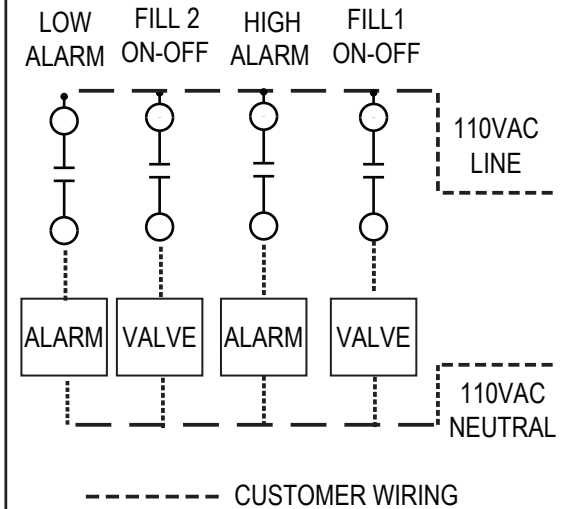 LOW ALARM
FILL 2 ON-OFF
HIGH ALARM
FILL1 ON-OFF
110VAC
LINE
ALARM
VALVE
ALARM
VALVE
110VAC
NEUTRAL
CUSTOMER WIRING